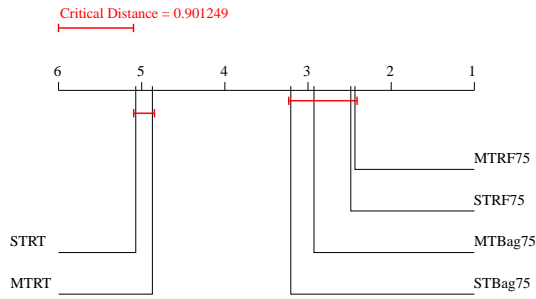 Critical Distance = 0.901249
6 5 4 3 2 1
MTRF75
STRF75
STRT MTBag75
MTRT STBag75